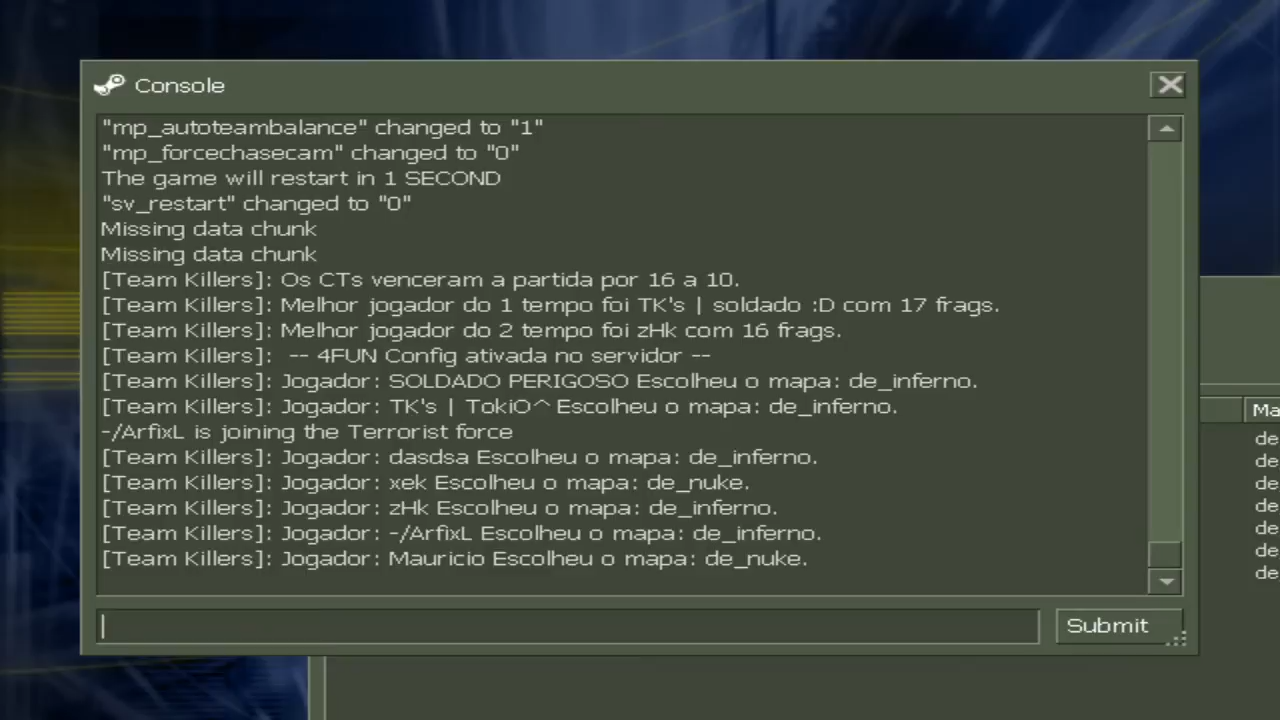 Console
"mp_autoteambalance" changed to "1"
"mp_forcechasecam" changed to "0"
The game will restart in 1 SECOND
"sv_restart" changed to "0"
Missing data chunk
Missing data chunk
[Team Killers]: Os CTs venceram a partida por 16 a 10.
[Team Killers]: Melhor jogador do 1 tempo foi TK's | soldado :D com 17 frags.
[Team Killers]: Melhor jogador do 2 tempo foi zHk com 16 frags.
[Team Killers]:  -- 4FUN Config ativada no servidor --
[Team Killers]: Jogador: SOLDADO PERIGOSO Escolheu o mapa: de_inferno.
[Team Killers]: Jogador: TK's | TokiO^ Escolheu o mapa: de_inferno.
-/ArfixL is joining the Terrorist force
[Team Killers]: Jogador: dasdsa Escolheu o mapa: de_inferno.
[Team Killers]: Jogador: xek Escolheu o mapa: de_nuke.
[Team Killers]: Jogador: zHk Escolheu o mapa: de_inferno.
[Team Killers]: Jogador: -/ArfixL Escolheu o mapa: de_inferno.
[Team Killers]: Jogador: Mauricio Escolheu o mapa: de_nuke.
Submit
Ma
de
de
de
de
de
de
de